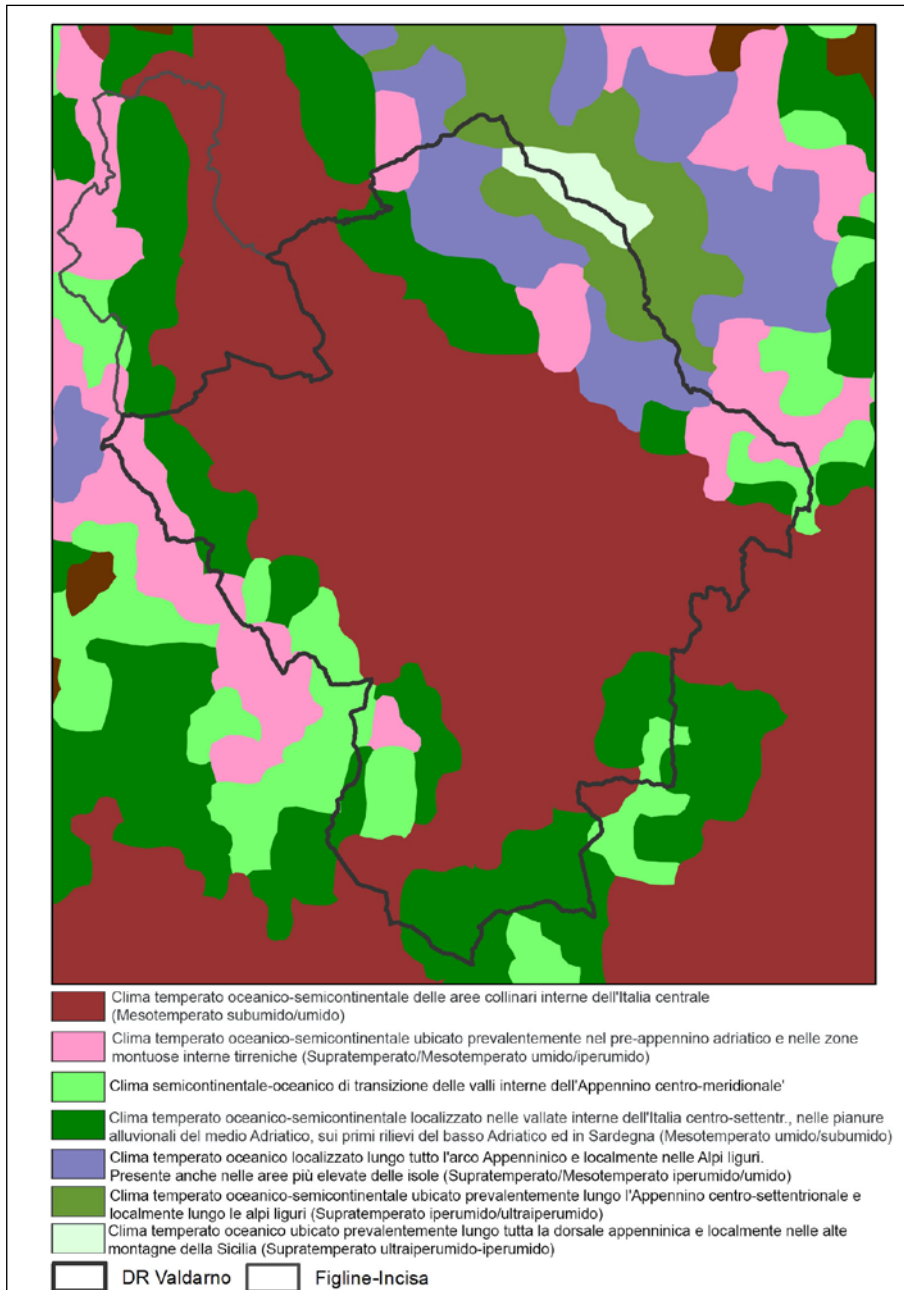 Clima temperato oceanico-semicontinentale delle aree collinari interne dell'Italia centrale
(Mesotemperato subumido/umido)
Clima temperato oceanico-semicontinentale ubicato prevalentemente nel pre-appennino adriatico e nelle zone
montuose interne tirreniche (Supratemperato/Mesotemperato umido/iperumido)
Clima semicontinentale-oceanico di transizione delle valli interne dell'Appennino centro-meridionale'
Clima temperato oceanico-semicontinentale localizzato nelle vallate interne dell'Italia centro-settentr., nelle pianure
alluvionali del medio Adriatico, sui primi rilievi del basso Adriatico ed in Sardegna (Mesotemperato umido/subumido)
Clima temperato oceanico localizzato lungo tutto l'arco Appenninico e localmente nelle Alpi liguri.
Presente anche nelle aree più elevate delle isole (Supratemperato/Mesotemperato iperumido/umido)
Clima temperato oceanico-semicontinentale ubicato prevalentemente lungo l'Appennino centro-settentrionale e
localmente lungo le alpi liguri (Supratemperato iperumido/ultraiperumido)
Clima temperato oceanico ubicato prevalentemente lungo tutta la dorsale appenninica e localmente nelle alte
montagne della Sicilia (Supratemperato ultraiperumido-iperumido)
DR Valdarno Figline-Incisa